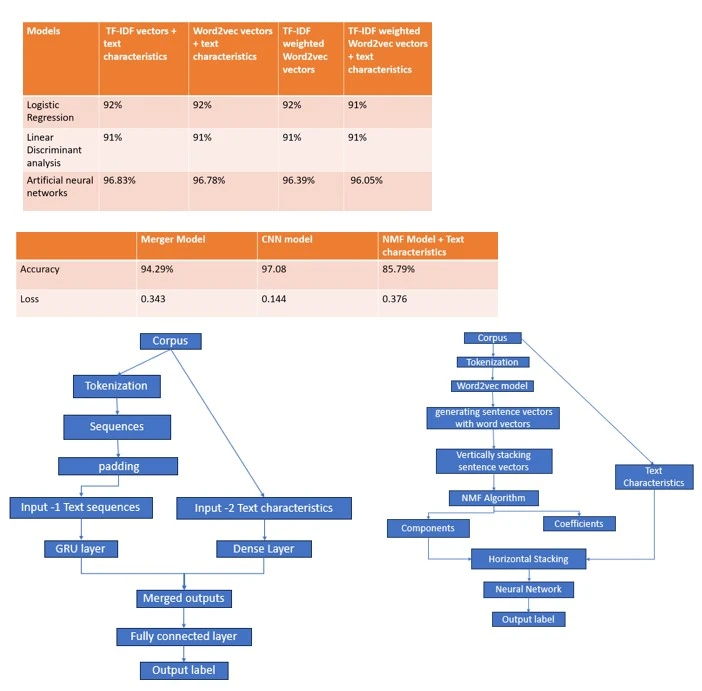 Models
TF-IDF vectors +
text
characteristics
Word2vec vectors
+ text
characteristics
TF-IDF
weighted
Word2vec
vectors
TF-IDF weighted
Word2vec vectors
+ text
characteristics
Logistic
Regression
92%
92%
92%
91%
Linear
Discriminant
analysis
91%
91%
91%
91%
Artificial neural
networks
96.83%
96.78%
96.39%
96.05%
Merger Model
CNN model
NMF Model + Text
characteristics
Accuracy
94.29%
97.08
85.79%
Loss
0.343
0.144
0.376
Corpus
Tokenization
Sequences
padding
Input -1 Text sequences
Input -2 Text characteristics
GRU layer
Dense Layer
Merged outputs
Fully connected layer
Output label
Corpus
Tokenization
Word2vec model
generating sentence vectors
with word vectors
Vertically stacking
sentence vectors
Text
Characteristics
NMF Algorithm
Components
Coefficients
Horizontal Stacking
Neural Network
Output label